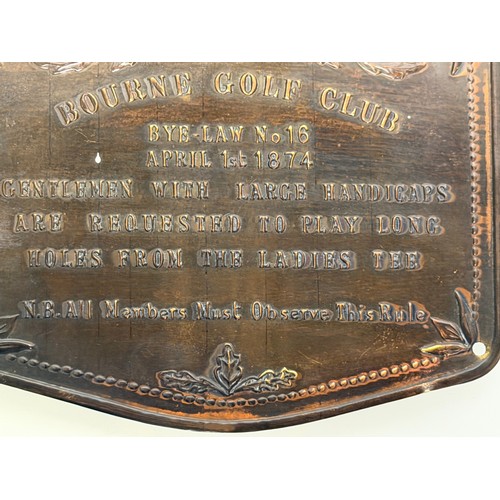 BOURNE GOLF CLUB
BYE-LAW No 16
APRIL 1st 1874
GENTLEMEN WITH LARGE HANDICAPS
ARE REQUESTED TO PLAY LONG
HOLES FROM THE LADIES TEE
N.B. All Members Must Observe This Rule